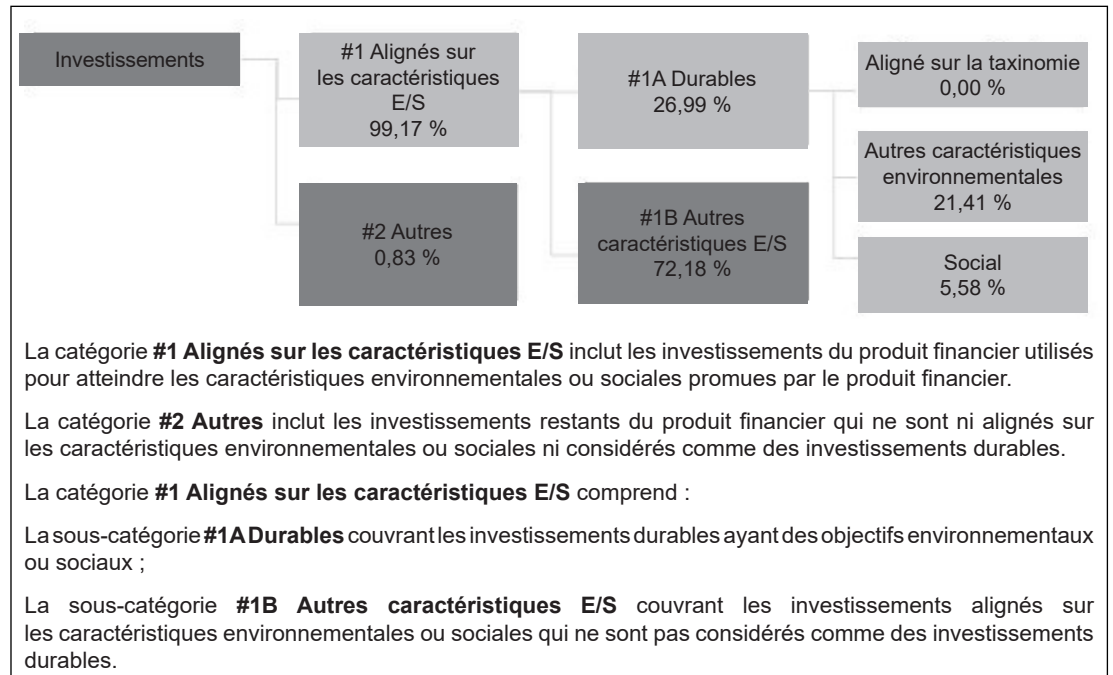 Investissements
#1 Alignés sur
les caractéristiques
E/S
99,17 %
#2 Autres
0,83 %
#1A Durables
26,99 %
#1B Autres
caractéristiques E/S
72,18 %
Aligné sur la taxinomie
0,00 %
Autres caractéristiques
environnementales
21,41 %
Social
5,58 %
La catégorie #1 Alignés sur les caractéristiques E/S inclut les investissements du produit financier utilisés
pour atteindre les caractéristiques environnementales ou sociales promues par le produit financier.
La catégorie #2 Autres inclut les investissements restants du produit financier qui ne sont ni alignés sur
les caractéristiques environnementales ou sociales ni considérés comme des investissements durables.
La catégorie #1 Alignés sur les caractéristiques E/S comprend :
La sous-catégorie #1A Durables couvrant les investissements durables ayant des objectifs environnementaux
ou sociaux ;
La sous-catégorie #1B Autres caractéristiques E/S couvrant les investissements alignés sur
les caractéristiques environnementales ou sociales qui ne sont pas considérés comme des investissements
durables.